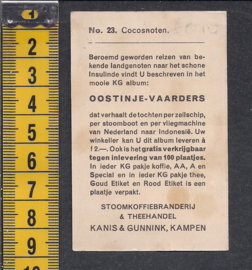 No. 23. Cocosnoten.
Beroemd geworden reizen van be-
kende landgenoten naar het schone
Insulinde vindt U beschreven in het
mooie KG album:
OOSTINJE-VAARDERS
dat verhaalt de tochten per zeilschip,
per stoomboot en per vliegmachine
van Nederland naar Indonesië. Uw
winkelier kan U dit album leveren à
f 2.—. Ook is het gratis verkrijgbaar
tegen inlevering van 100 plaatjes.
In ieder KG pakje koffie, AA, A en
Special en in ieder KG pakje thee,
Goud Etiket en Rood Etiket is een
plaatje verpakt.
STOOMKOFFIEBRANDERIJ
& THEEHANDEL
KANIS & GUNNINK, KAMPEN
1
2
3
4
5
6
7
8
9
10